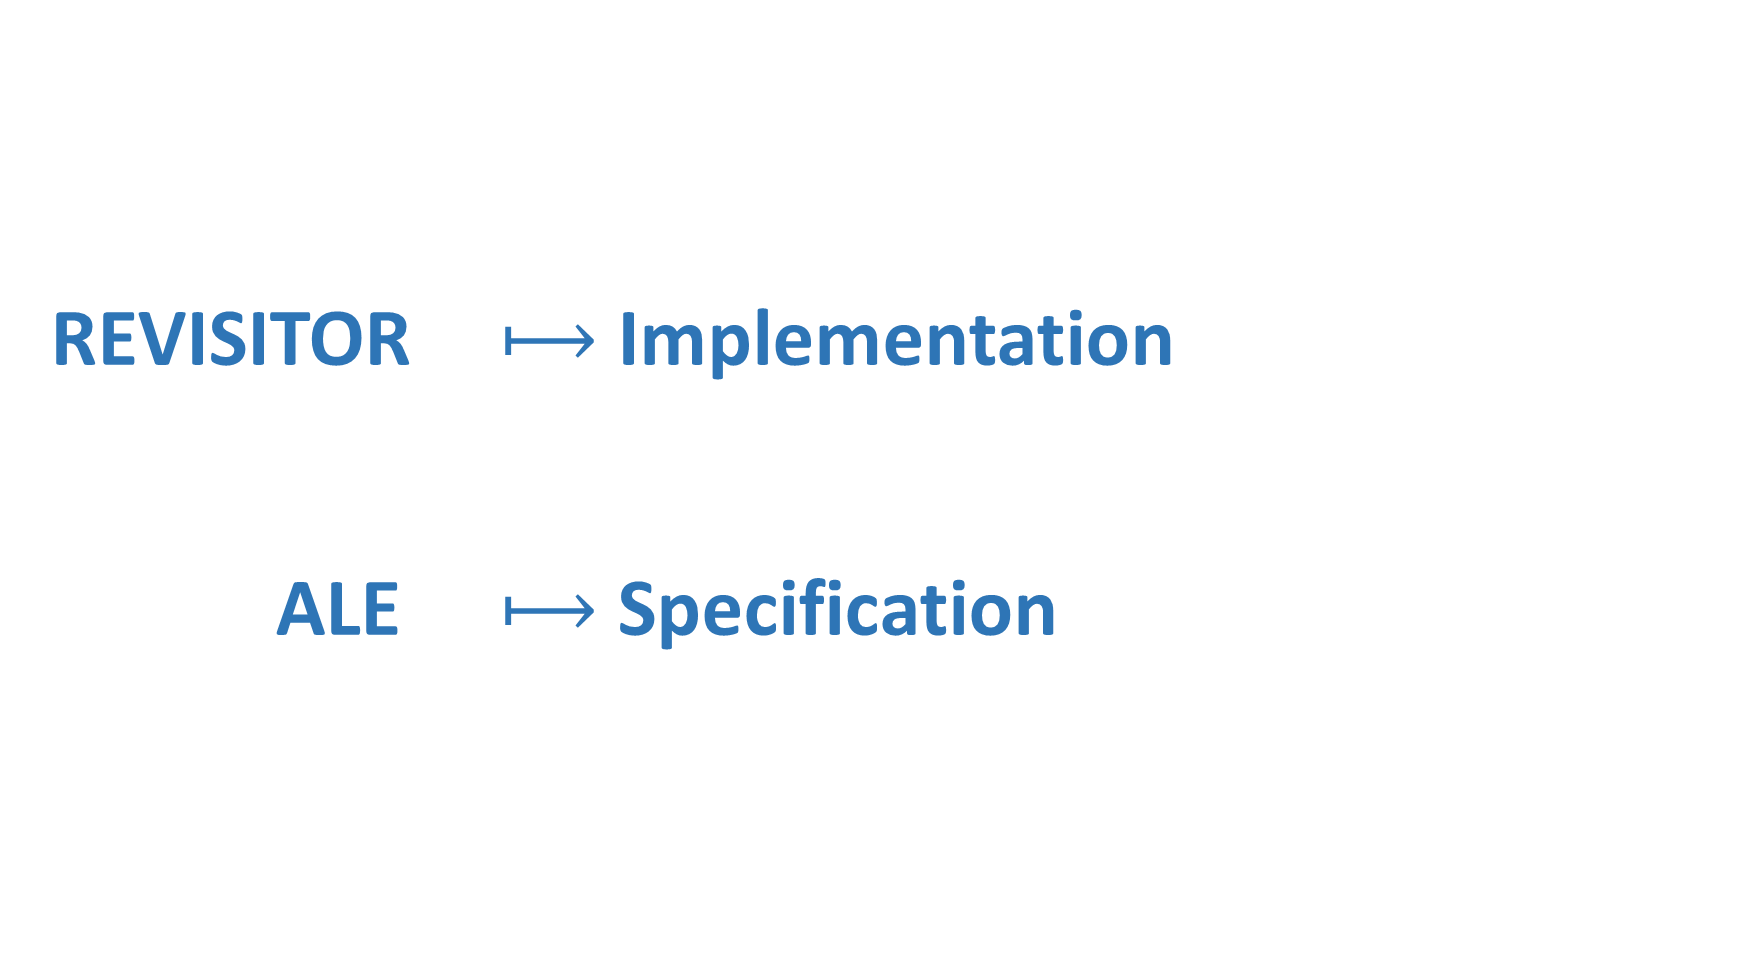 REVISITOR ⟼ Implementation
ALE ⟼ Specification